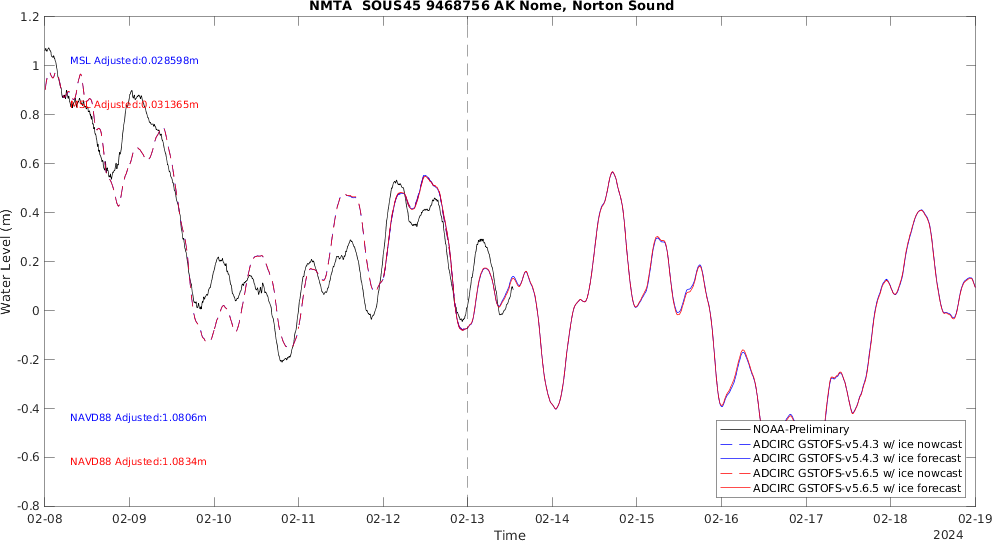 NMTA SOUS45 9468756 AK Nome, Norton Sound
1.2
1
0.8
0.6
0.4
0.2
0
-0.2
-0.4
-0.6
-0.8
Water Level (m)
MSL Adjusted:0.028598m
MSL Adjusted:0.031365m
NAVD88 Adjusted:1.0806m
NAVD88 Adjusted:1.0834m
NOAA-Preliminary
ADCIRC GSTOFS-v5.4.3 w/ ice nowcast
ADCIRC GSTOFS-v5.4.3 w/ ice forecast
ADCIRC GSTOFS-v5.6.5 w/ ice nowcast
ADCIRC GSTOFS-v5.6.5 w/ ice forecast
02-08 02-09 02-10 02-11 02-12 02-13 02-14 02-15 02-16 02-17 02-18 02-19
Time
2024